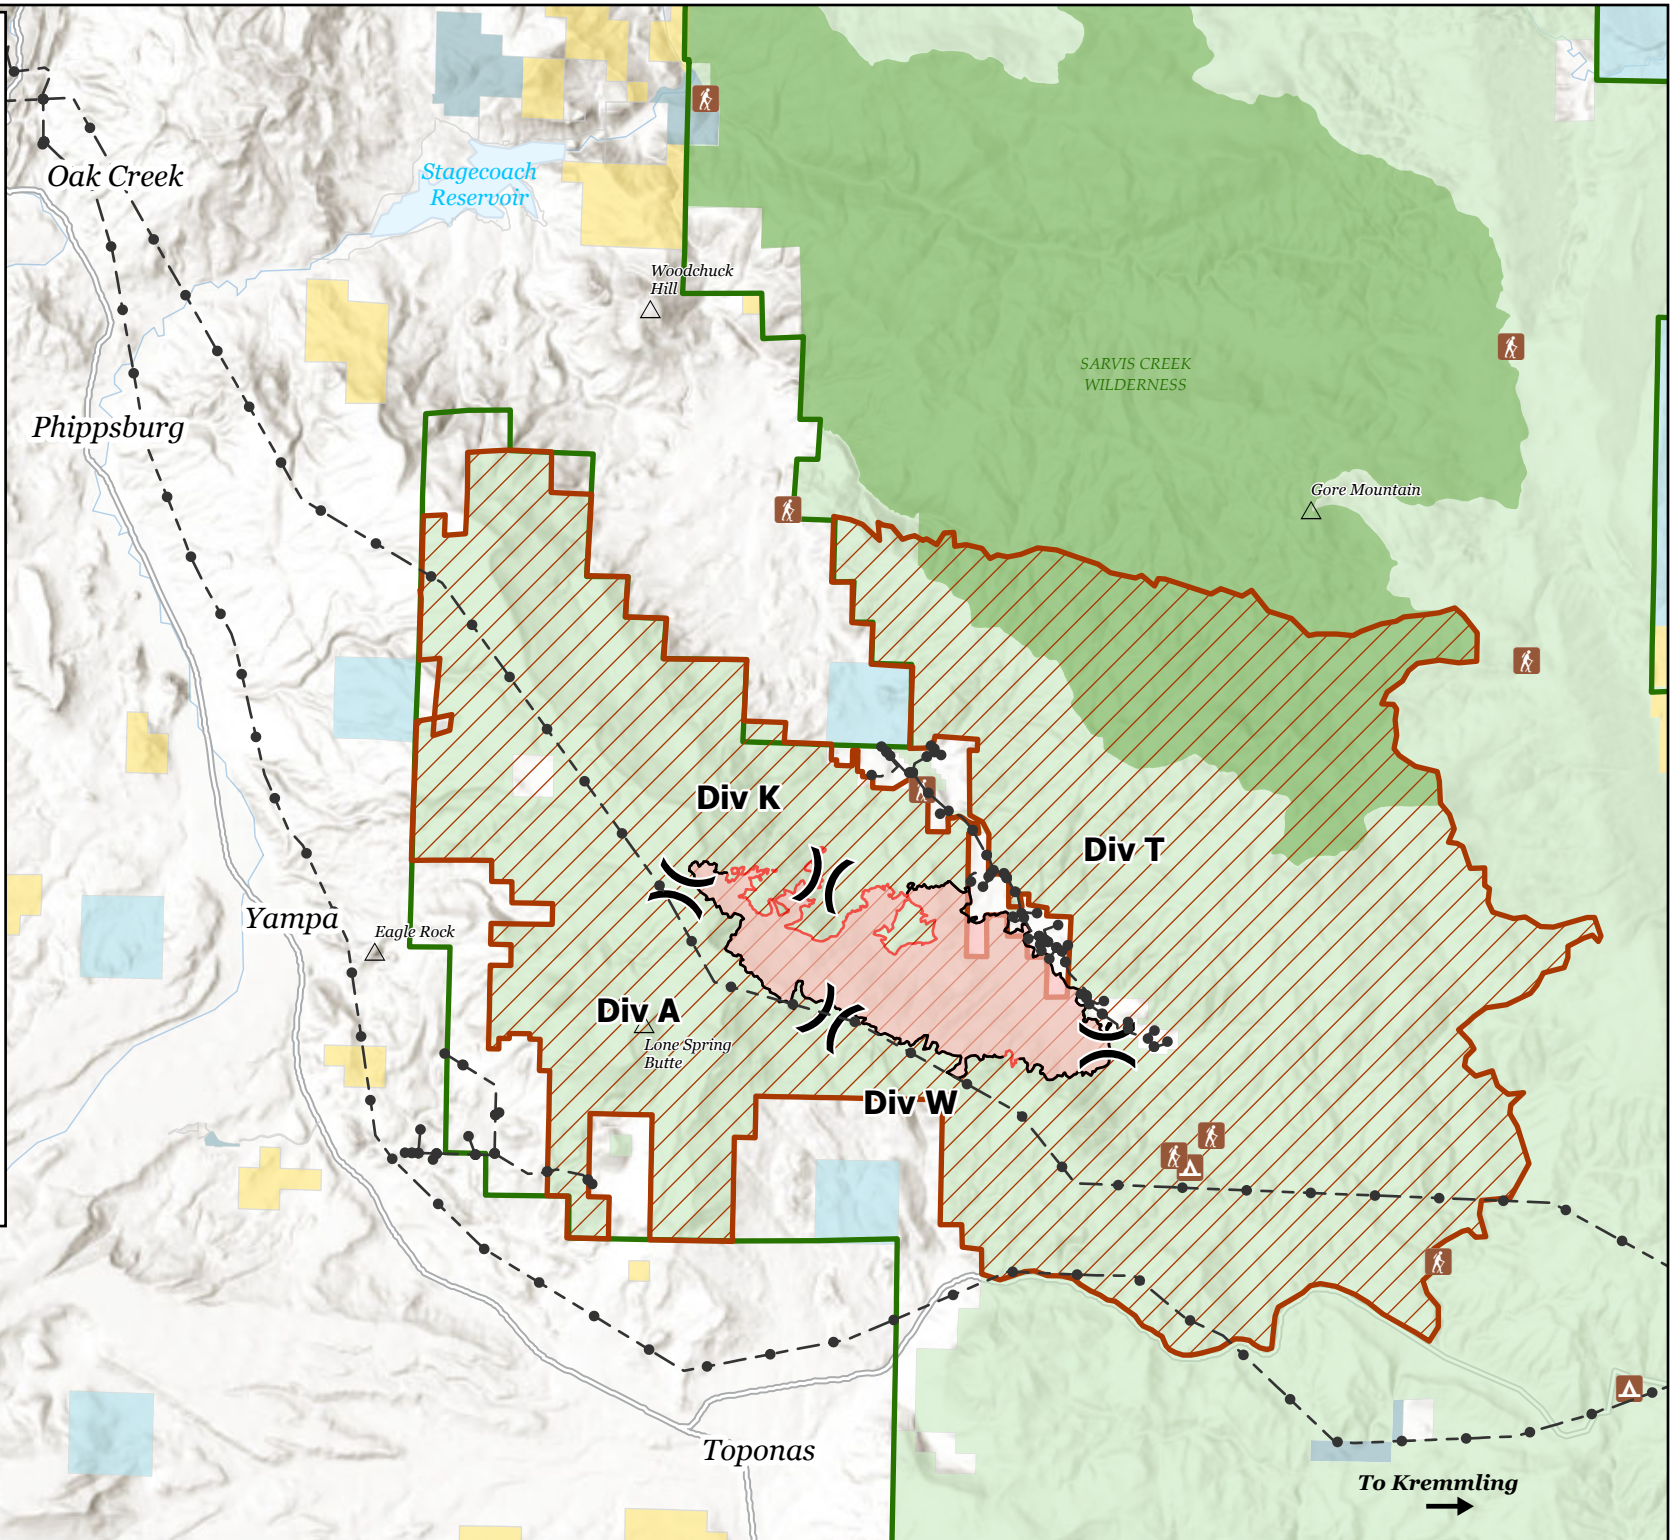 Oak Creek
Stagecoach
Reservoir
Woodchuck
Hill
SARVIS CREEK
WILDERNESS
Phippsburg
Gore Mountain
Div K
Div T
Yampa
Eagle Rock
Div A
Lone Spring
Butte
Div W
Toponas
To Kremmling